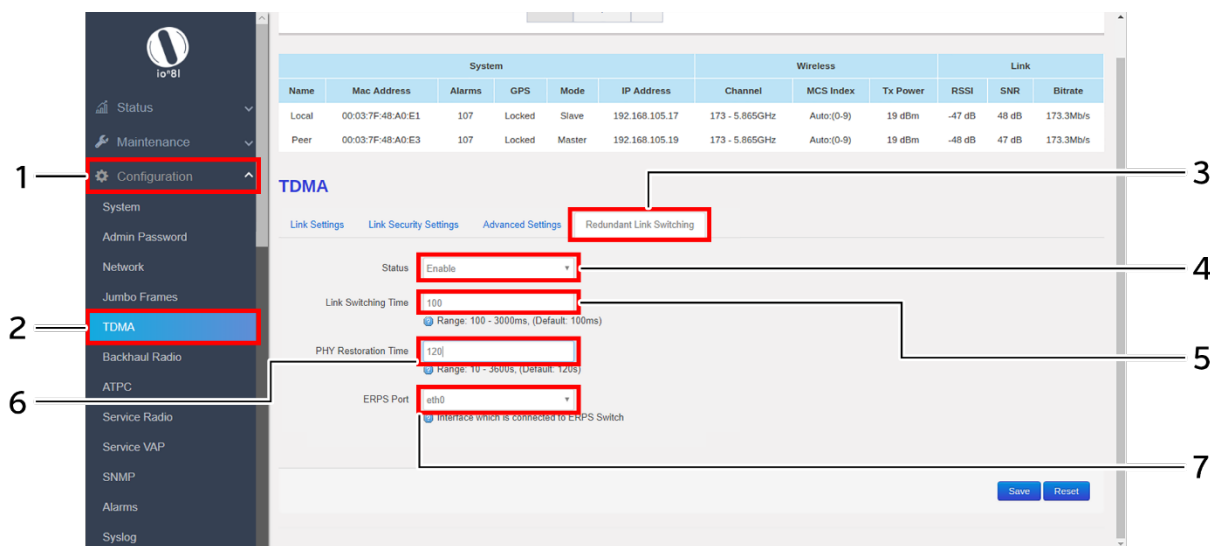 io°8l
Status
Maintenance
1
Configuration
System
Admin Password
Network
Jumbo Frames
2
TDMA
Backhaul Radio
ATPC
6
Service Radio
Service VAP
SNMP
Alarms
Syslog
System Wireless Link
Name Mac Address Alarms GPS Mode IP Address Channel MCS Index Tx Power RSSI SNR Bitrate
Local 00:03:7F:48:A0:E1 107 Locked Slave 192.168.105.17 173 - 5.865GHz Auto:(0-9) 19 dBm -47 dB 48 dB 173.3Mb/s
Peer 00:03:7F:48:A0:E3 107 Locked Master 192.168.105.19 173 - 5.865GHz Auto:(0-9) 19 dBm -48 dB 47 dB 173.3Mb/s
TDMA
3
Link Settings Link Security Settings Advanced Settings Redundant Link Switching
Status Enable
4
Link Switching Time 100
Range: 100 - 3000ms, (Default: 100ms)
5
PHY Restoration Time 120
Range: 10 - 3600s, (Default: 120s)
ERPS Port eth0
Interface which is connected to ERPS Switch
7
Save Reset